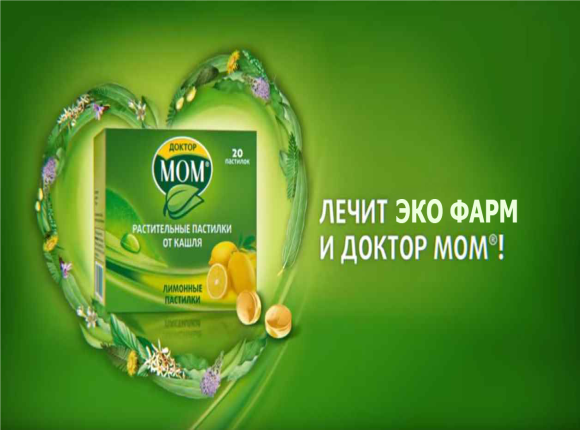 ДОКТОР
МОМ®
20
пастилок
РАСТИТЕЛЬНЫЕ ПАСТИЛКИ
ОТ КАШЛЯ
ЛИМОННЫЕ
ПАСТИЛКИ
ЛЕЧИТ ЭКО ФАРМ
И ДОКТОР МОМ®!